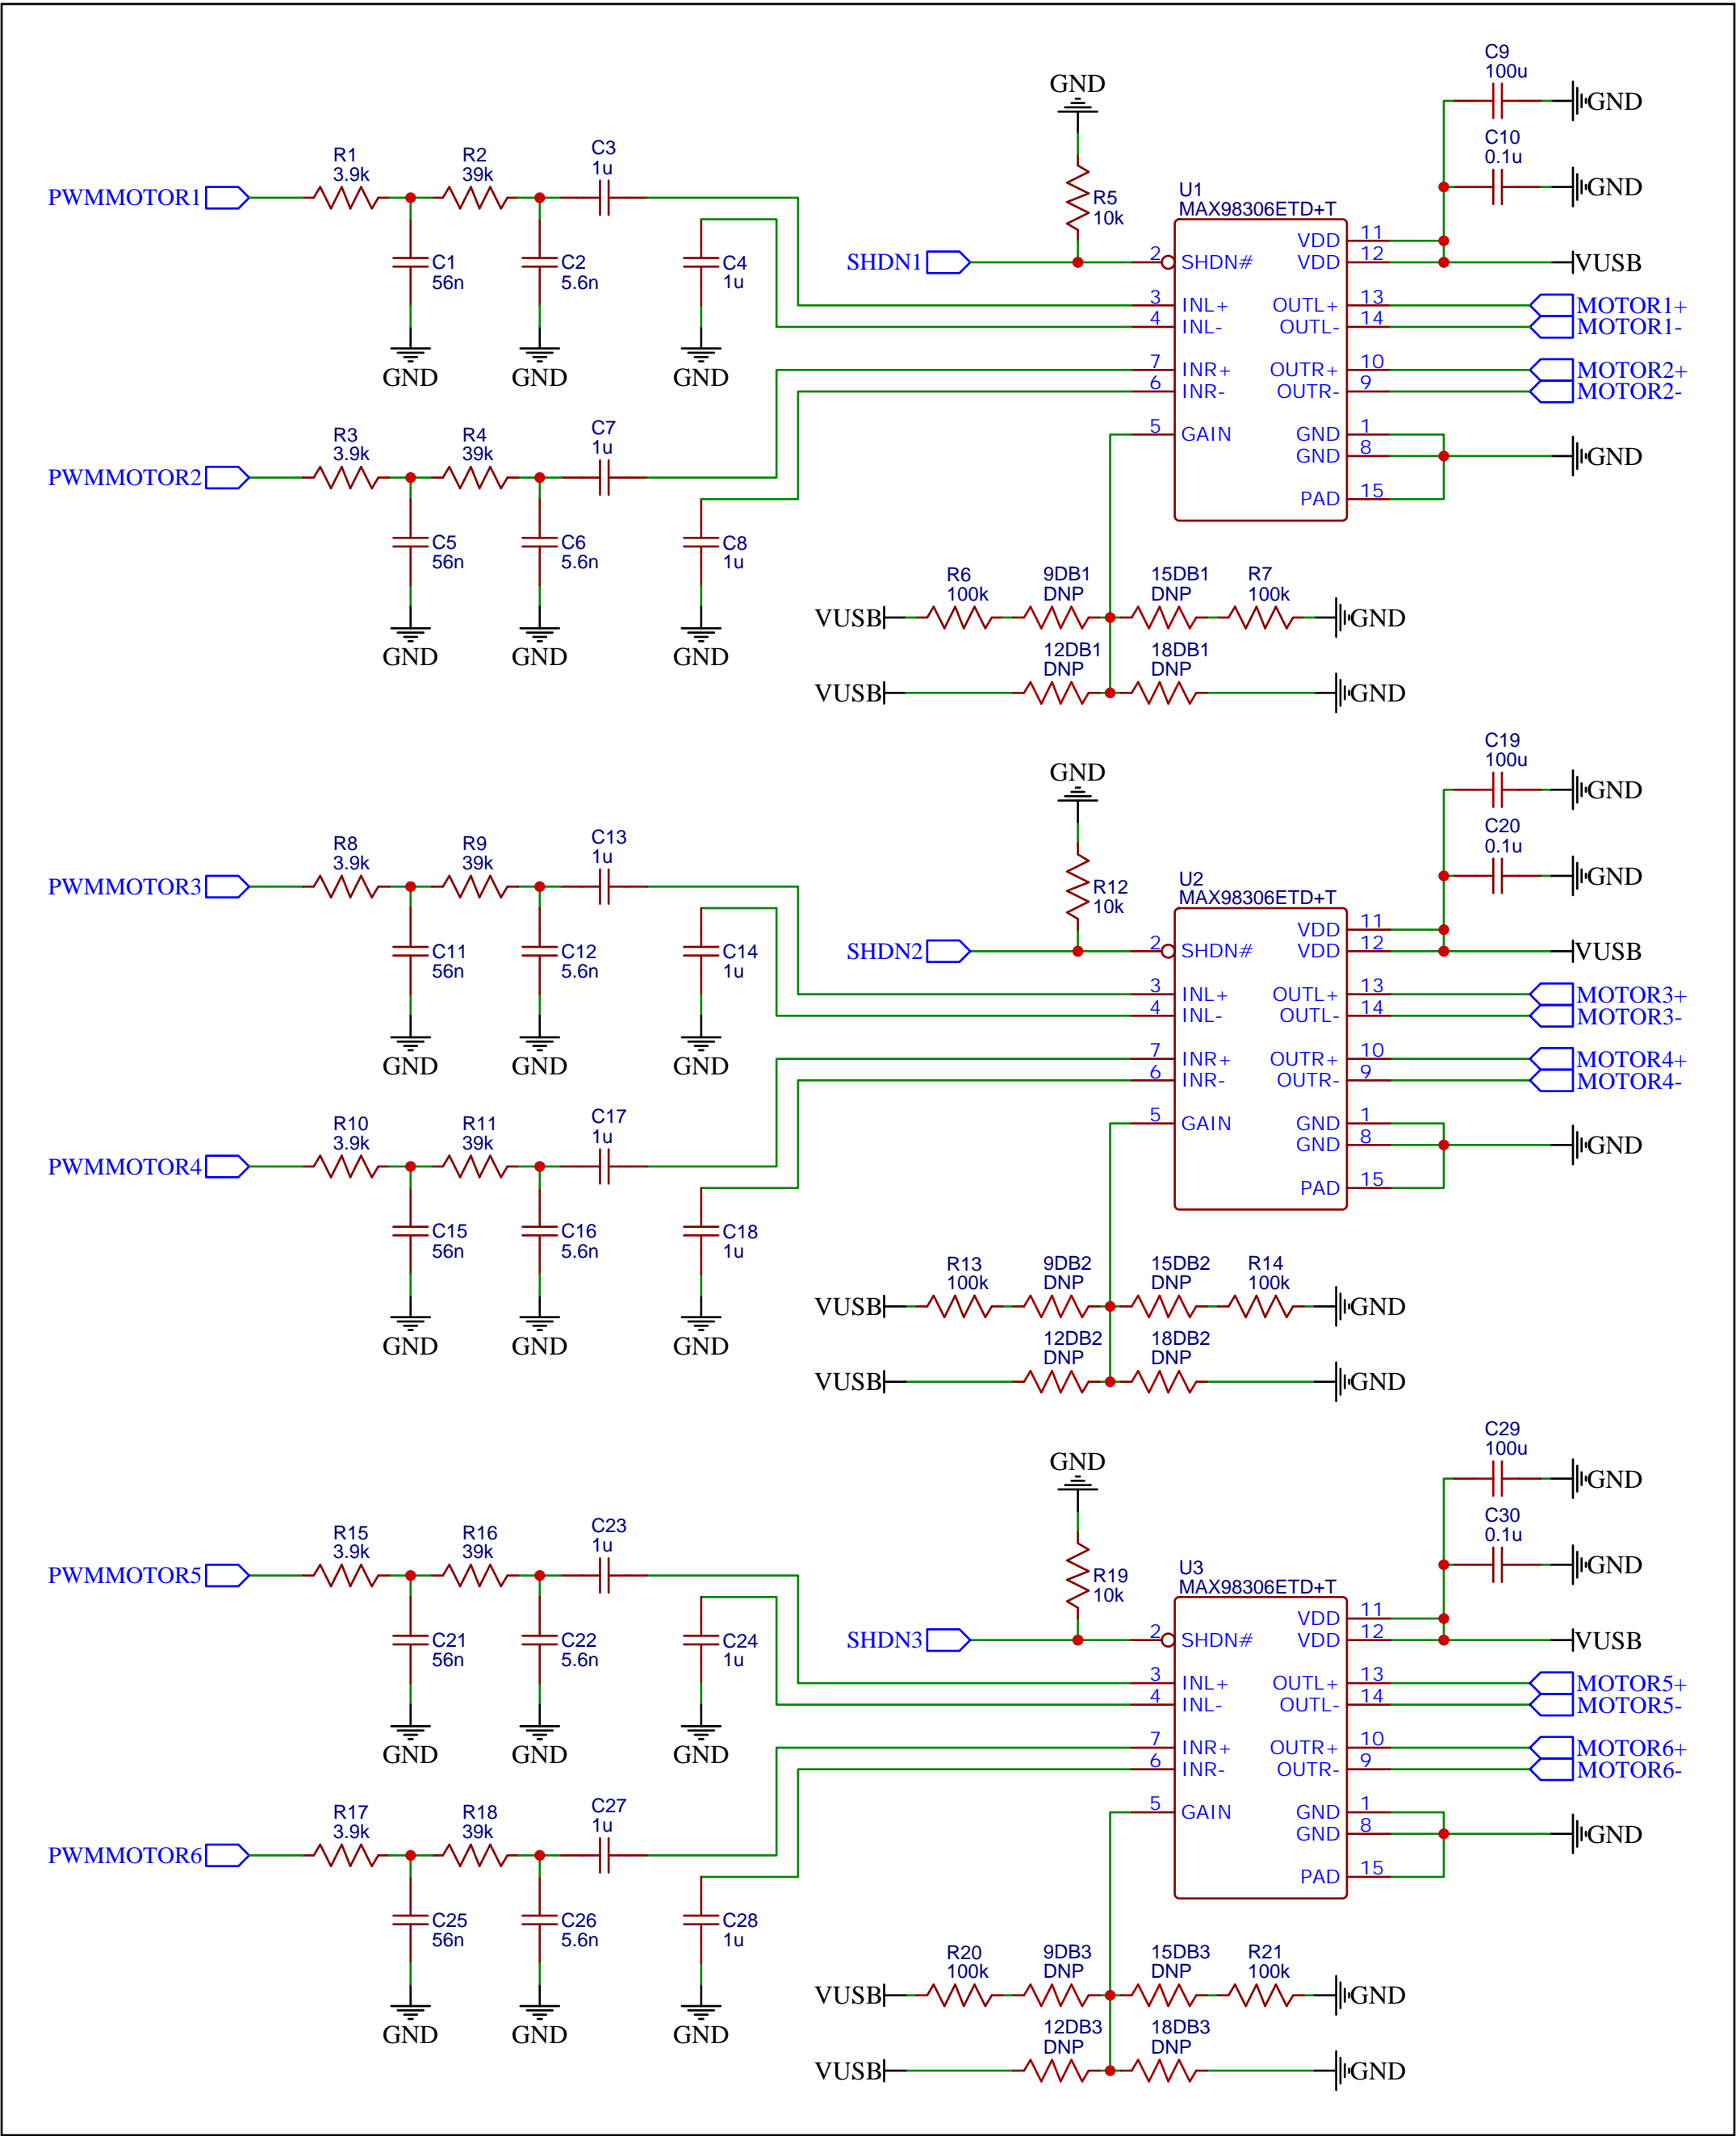 C9
100u
GND
GND
C10
0.1u
GND
R1
3.9k
R2
39k
C3
1u
PWMMOTOR1
R5
10k
U1
MAX98306ETD+T
C1
56n
C2
5.6n
C4
1u
SHDN1
2
SHDN#
3
INL+
4
INL-
7
INR+
6
INR-
5
GAIN
VDD
11
VDD
12
VUSB
OUTL+
13
MOTOR1+
OUTL-
14
MOTOR1-
OUTR+
10
MOTOR2+
OUTR-
9
MOTOR2-
GND
1
GND
8
GND
PAD
15
GND
GND
GND
R3
3.9k
R4
39k
C7
1u
PWMMOTOR2
C5
56n
C6
5.6n
C8
1u
GND
GND
GND
R6
100k
9DB1
DNP
15DB1
DNP
R7
100k
VUSB
GND
12DB1
DNP
18DB1
DNP
VUSB
GND
C19
100u
GND
GND
C20
0.1u
GND
R8
3.9k
R9
39k
C13
1u
PWMMOTOR3
R12
10k
U2
MAX98306ETD+T
C11
56n
C12
5.6n
C14
1u
SHDN2
2
SHDN#
3
INL+
4
INL-
7
INR+
6
INR-
5
GAIN
VDD
11
VDD
12
VUSB
OUTL+
13
MOTOR3+
OUTL-
14
MOTOR3-
OUTR+
10
MOTOR4+
OUTR-
9
MOTOR4-
GND
1
GND
8
GND
PAD
15
GND
GND
GND
R10
3.9k
R11
39k
C17
1u
PWMMOTOR4
C15
56n
C16
5.6n
C18
1u
GND
GND
GND
R13
100k
9DB2
DNP
15DB2
DNP
R14
100k
VUSB
GND
12DB2
DNP
18DB2
DNP
VUSB
GND
C29
100u
GND
GND
C30
0.1u
GND
R15
3.9k
R16
39k
C23
1u
PWMMOTOR5
R19
10k
U3
MAX98306ETD+T
C21
56n
C22
5.6n
C24
1u
SHDN3
2
SHDN#
3
INL+
4
INL-
7
INR+
6
INR-
5
GAIN
VDD
11
VDD
12
VUSB
OUTL+
13
MOTOR5+
OUTL-
14
MOTOR5-
OUTR+
10
MOTOR6+
OUTR-
9
MOTOR6-
GND
1
GND
8
GND
PAD
15
GND
GND
GND
R17
3.9k
R18
39k
C27
1u
PWMMOTOR6
C25
56n
C26
5.6n
C28
1u
GND
GND
GND
R20
100k
9DB3
DNP
15DB3
DNP
R21
100k
VUSB
GND
12DB3
DNP
18DB3
DNP
VUSB
GND